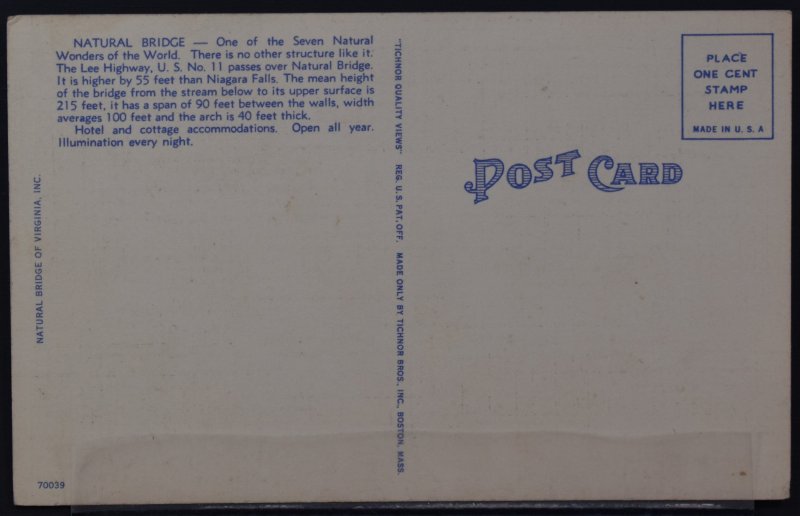 NATURAL BRIDGE — One of the Seven Natural
Wonders of the World. There is no other structure like it.
The Lee Highway, U. S. No. 11 passes over Natural Bridge.
It is higher by 55 feet than Niagara Falls. The mean height
of the bridge from the stream below to its upper surface is
215 feet, it has a span of 90 feet between the walls, width
averages 100 feet and the arch is 40 feet thick.
Hotel and cottage accommodations. Open all year.
Illumination every night.
NATURAL BRIDGE OF VIRGINIA, INC.
70039
"TICHNOR QUALITY VIEWS" REG. U. S. PAT. OFF. MADE ONLY BY TICHNOR BROS., INC., BOSTON, MASS.
POST CARD
PLACE
ONE CENT
STAMP
HERE
MADE IN U. S. A